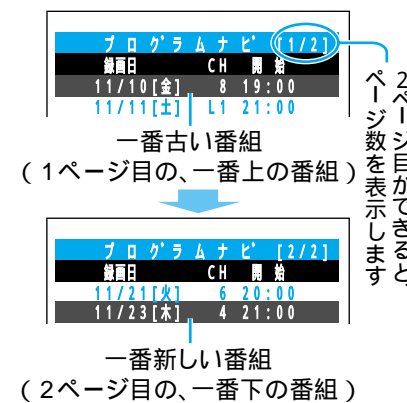 プログラムナビ [1/2]
録画日 CH 開始
11/10[金] 8 19:00
11/11[土] L1 21:00
一番古い番組
(1ページ目の、一番上の番組)
2ページ目ができると
ページ数を表示します
プログラムナビ [2/2]
録画日 CH 開始
11/21[火] 6 20:00
11/23[木] 4 21:00
一番新しい番組
(2ページ目の、一番下の番組)